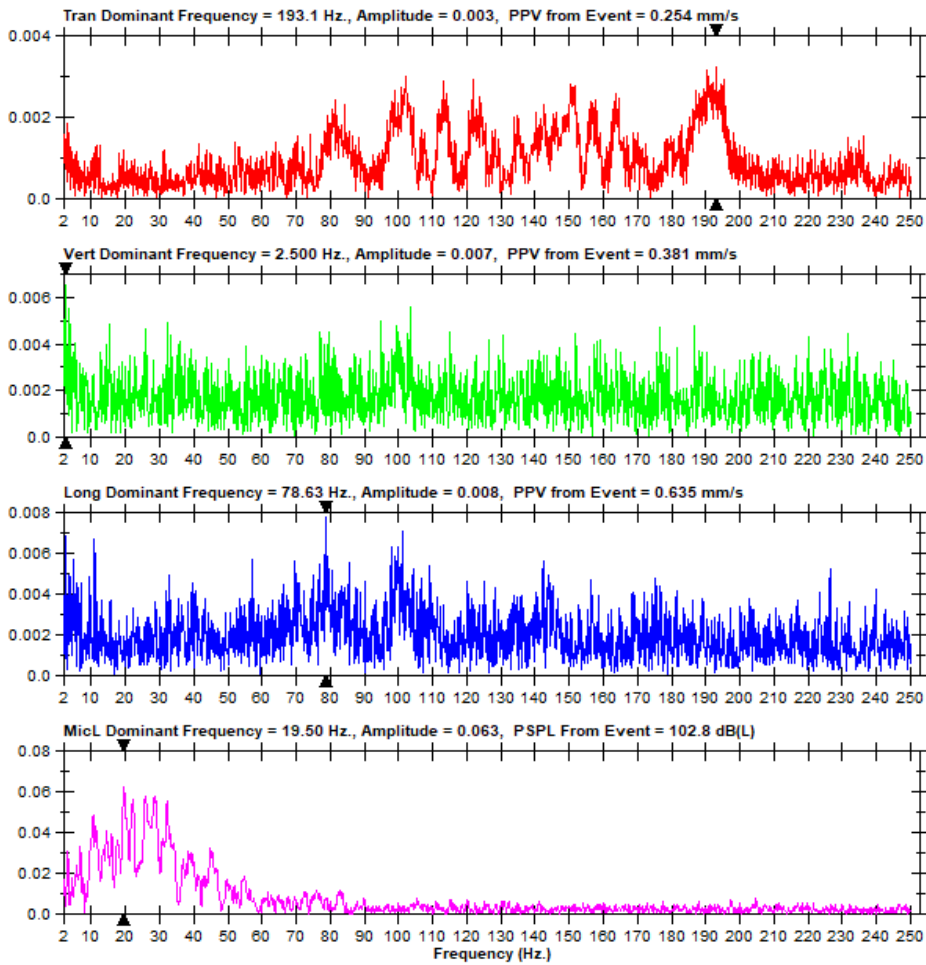 Tran Dominant Frequency = 193.1 Hz., Amplitude = 0.003, PPV from Event = 0.254 mm/s
0.004
0.002
0.0
2 10 20 30 40 50 60 70 80 90 100 110 120 130 140 150 160 170 180 190 200 210 220 230 240 250
Vert Dominant Frequency = 2.500 Hz., Amplitude = 0.007, PPV from Event = 0.381 mm/s
0.006
0.004
0.002
0.0
2 10 20 30 40 50 60 70 80 90 100 110 120 130 140 150 160 170 180 190 200 210 220 230 240 250
Long Dominant Frequency = 78.63 Hz., Amplitude = 0.008, PPV from Event = 0.635 mm/s
0.008
0.006
0.004
0.002
0.0
2 10 20 30 40 50 60 70 80 90 100 110 120 130 140 150 160 170 180 190 200 210 220 230 240 250
MicL Dominant Frequency = 19.50 Hz., Amplitude = 0.063, PSPL From Event = 102.8 dB(L)
0.08
0.06
0.04
0.02
0.0
2 10 20 30 40 50 60 70 80 90 100 110 120 130 140 150 160 170 180 190 200 210 220 230 240 250
Frequency (Hz.)